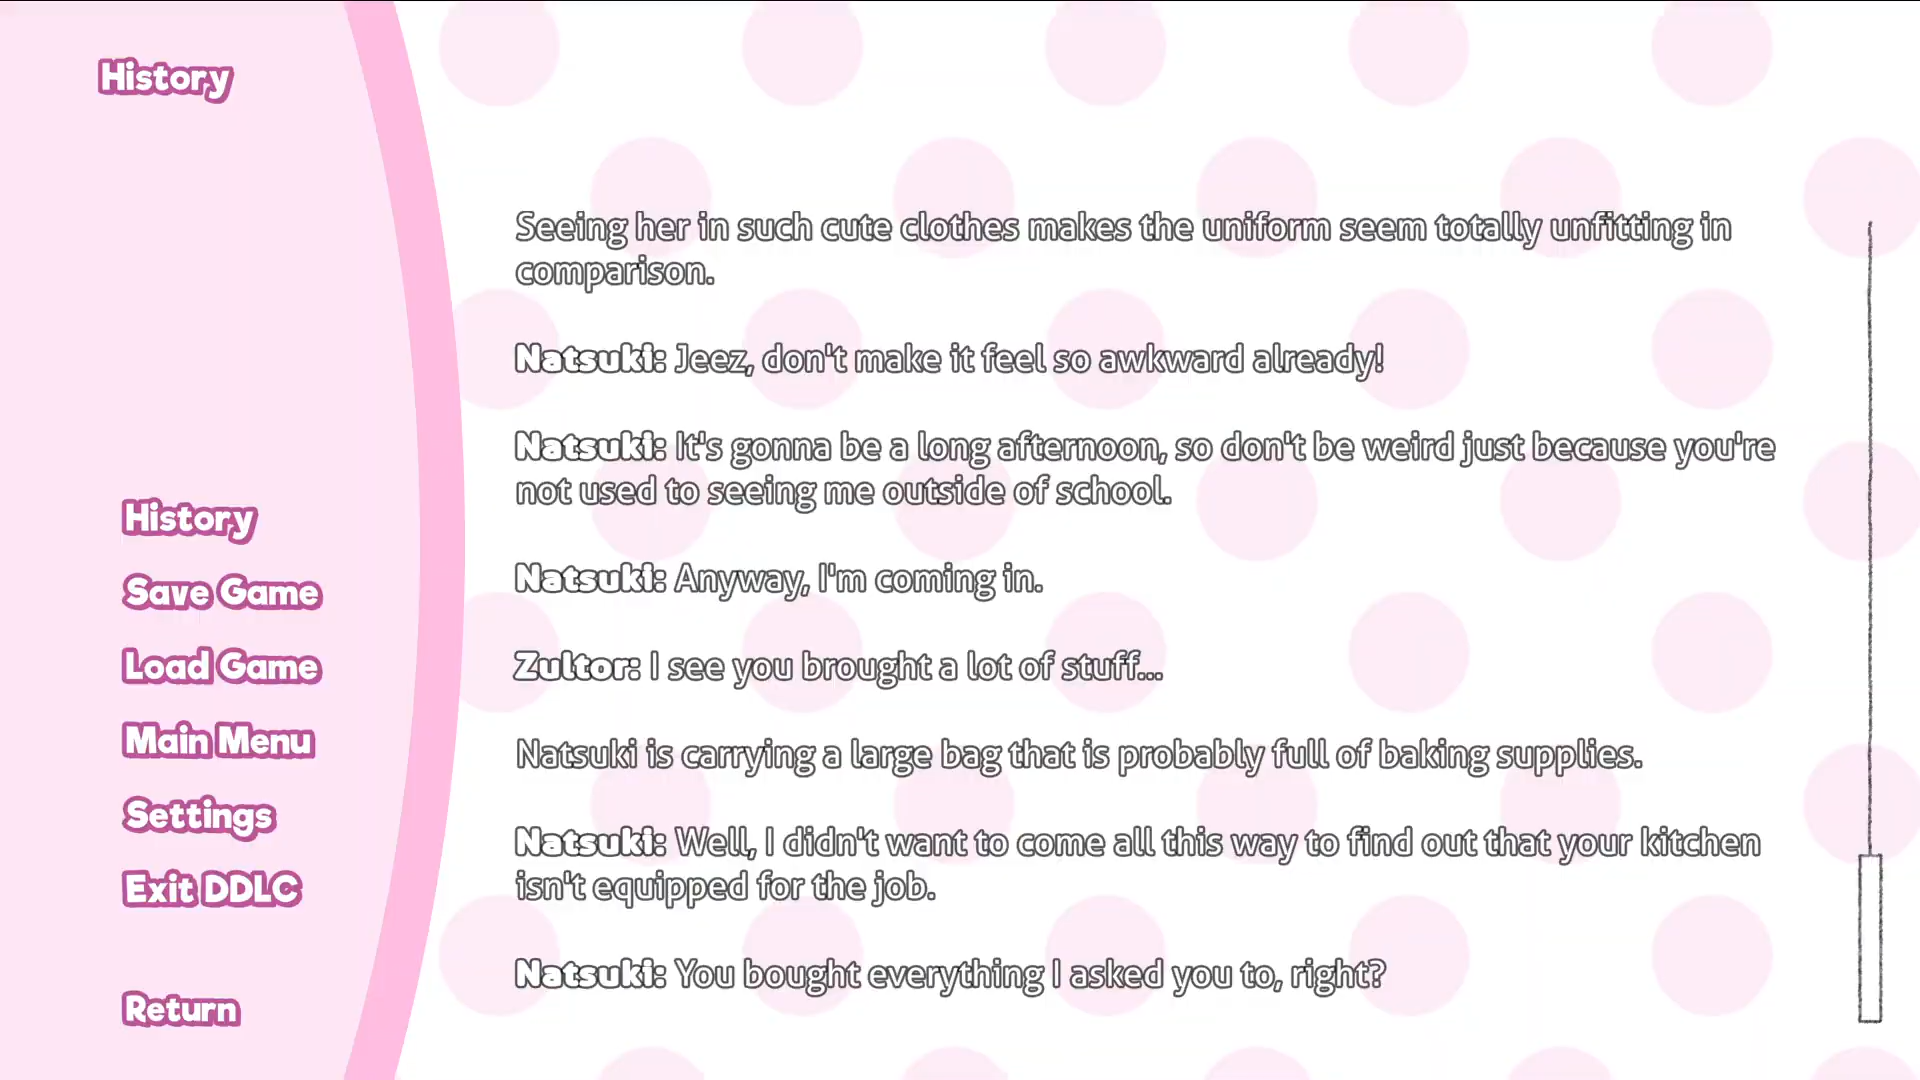 History
Seeing her in such cute clothes makes the uniform seem totally unfitting in
comparison.
Natsuki: Jeez, don't make it feel so awkward already!
Natsuki: It's gonna be a long afternoon, so don't be weird just because you're
not used to seeing me outside of school.
Natsuki: Anyway, I'm coming in.
Zultor: I see you brought a lot of stuff...
Natsuki is carrying a large bag that is probably full of baking supplies.
Natsuki: Well, I didn't want to come all this way to find out that your kitchen
isn't equipped for the job.
Natsuki: You bought everything I asked you to, right?
History
Save Game
Load Game
Main Menu
Settings
Exit DDLC
Return